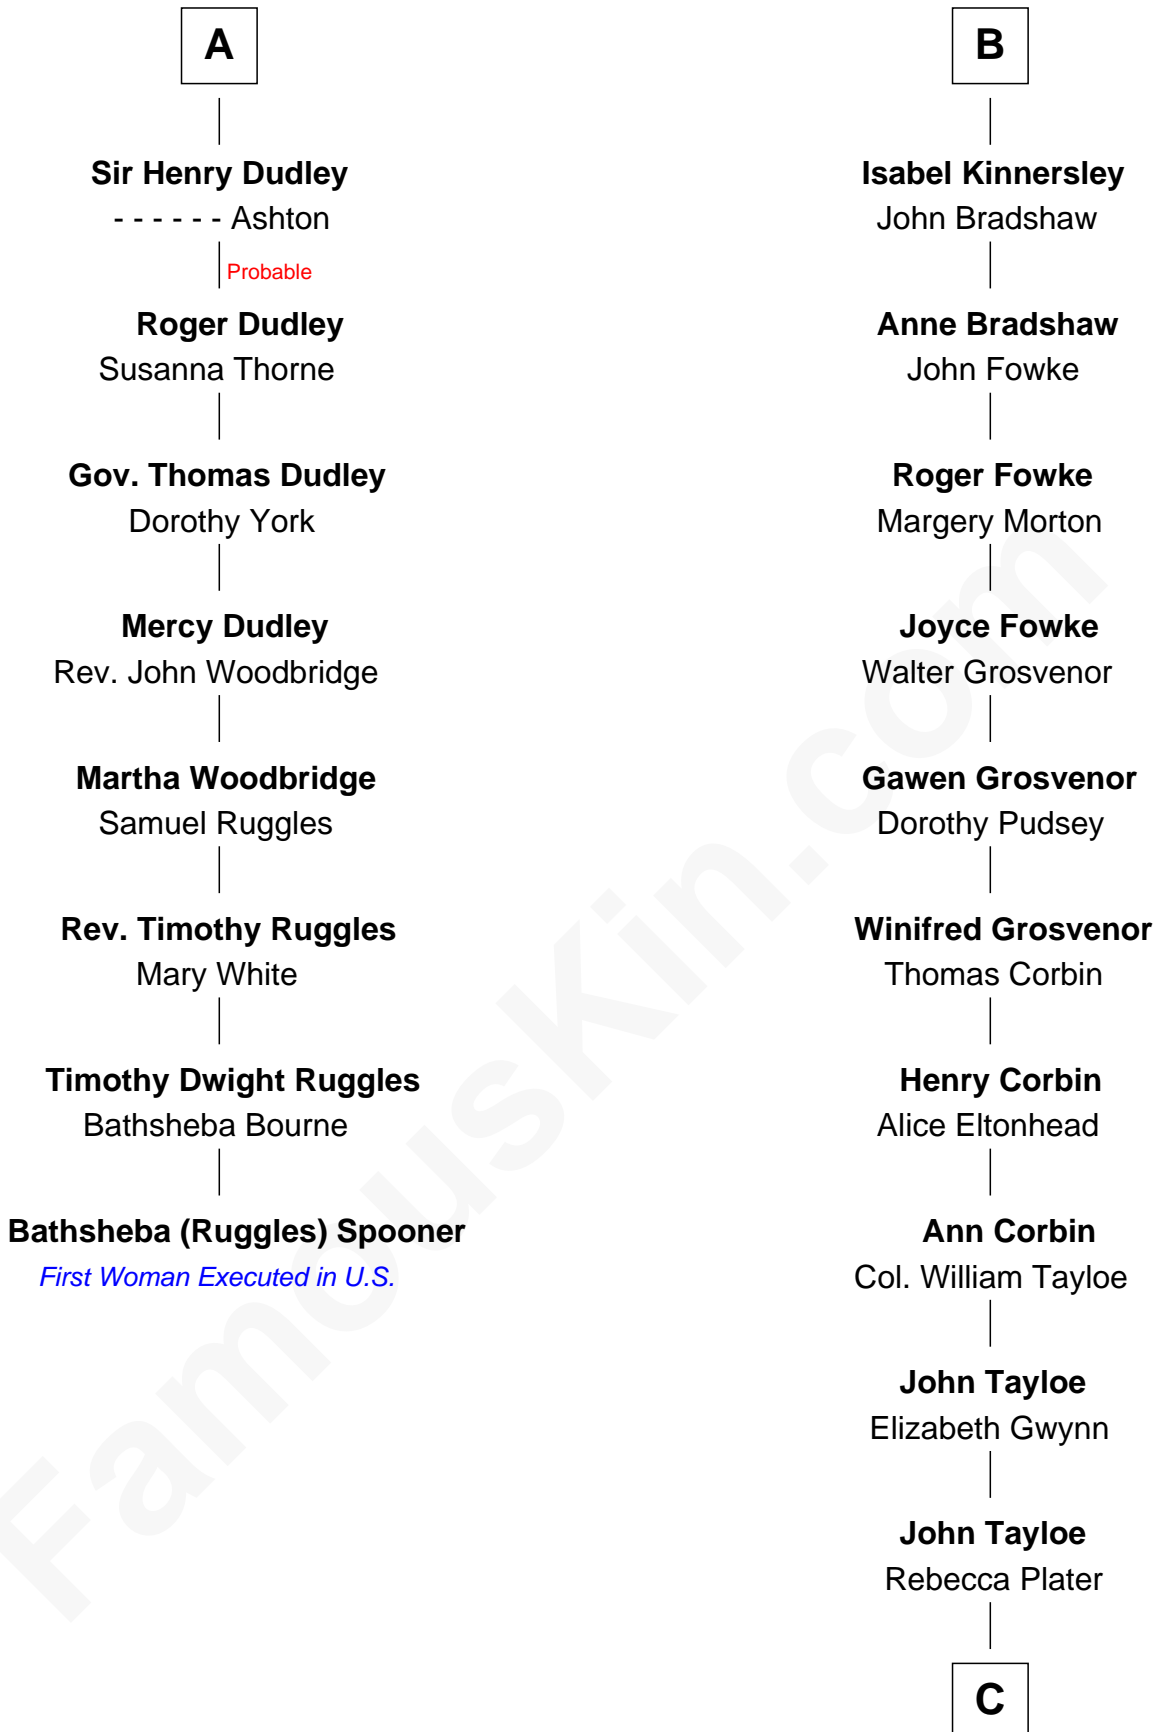 A
Sir Henry Dudley
- - - - - - Ashton
Probable
Roger Dudley
Susanna Thorne
Gov. Thomas Dudley
Dorothy York
Mercy Dudley
Rev. John Woodbridge
Martha Woodbridge
Samuel Ruggles
Rev. Timothy Ruggles
Mary White
Timothy Dwight Ruggles
Bathsheba Bourne
Bathsheba (Ruggles) Spooner
First Woman Executed in U.S.
B
Isabel Kinnersley
John Bradshaw
Anne Bradshaw
John Fowke
Roger Fowke
Margery Morton
Joyce Fowke
Walter Grosvenor
Gawen Grosvenor
Dorothy Pudsey
Winifred Grosvenor
Thomas Corbin
Henry Corbin
Alice Eltonhead
Ann Corbin
Col. William Tayloe
John Tayloe
Elizabeth Gwynn
John Tayloe
Rebecca Plater
C
FamousKin.com